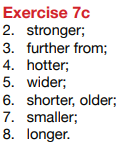 Exercise 7c
2. stronger;
3. further from;
4. hotter;
5. wider;
6. shorter, older;
7. smaller;
8. longer.